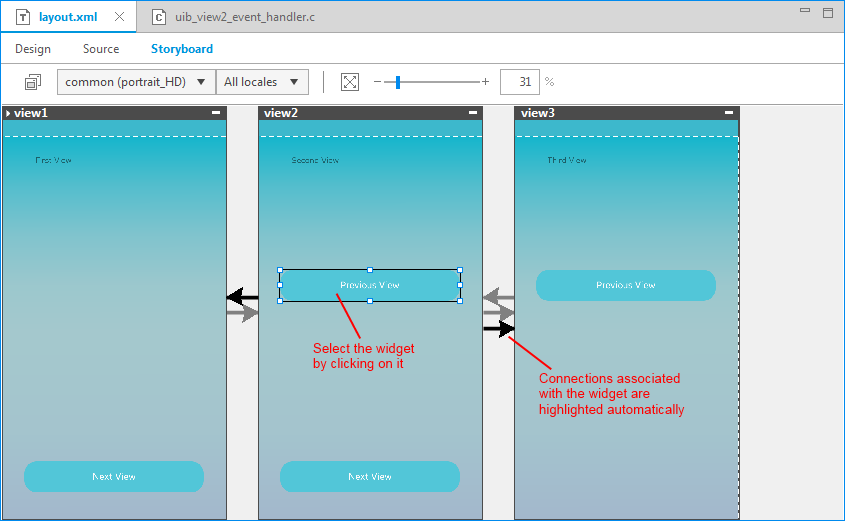 layout.xml
uib_view2_event_handler.c
Design Source Storyboard
common (portrait_HD) All locales 31 %
view1 view2 view3
First View Second View Third View
Previous View Previous View
Select the widget
by clicking on it
Connections associated
with the widget are
highlighted automatically
Next View Next View